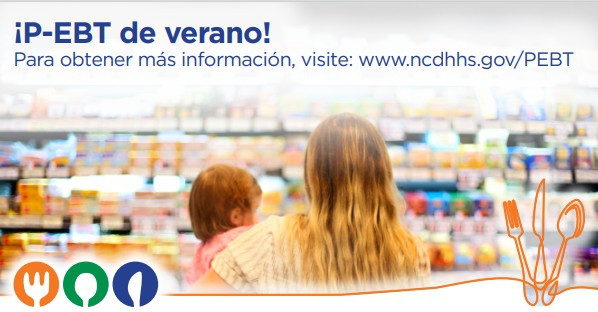 ¡P-EBT de verano!
Para obtener más información, visite: www.ncdhhs.gov/PEBT